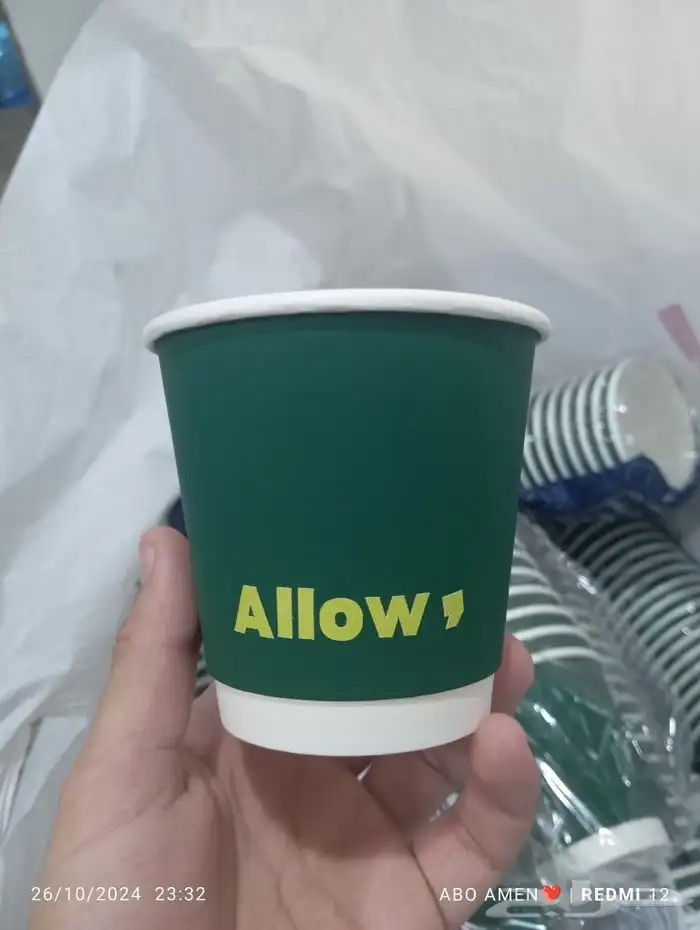 Allow,
26/10/2024 23:32
ABO AMEN❤️ | REDMI 12